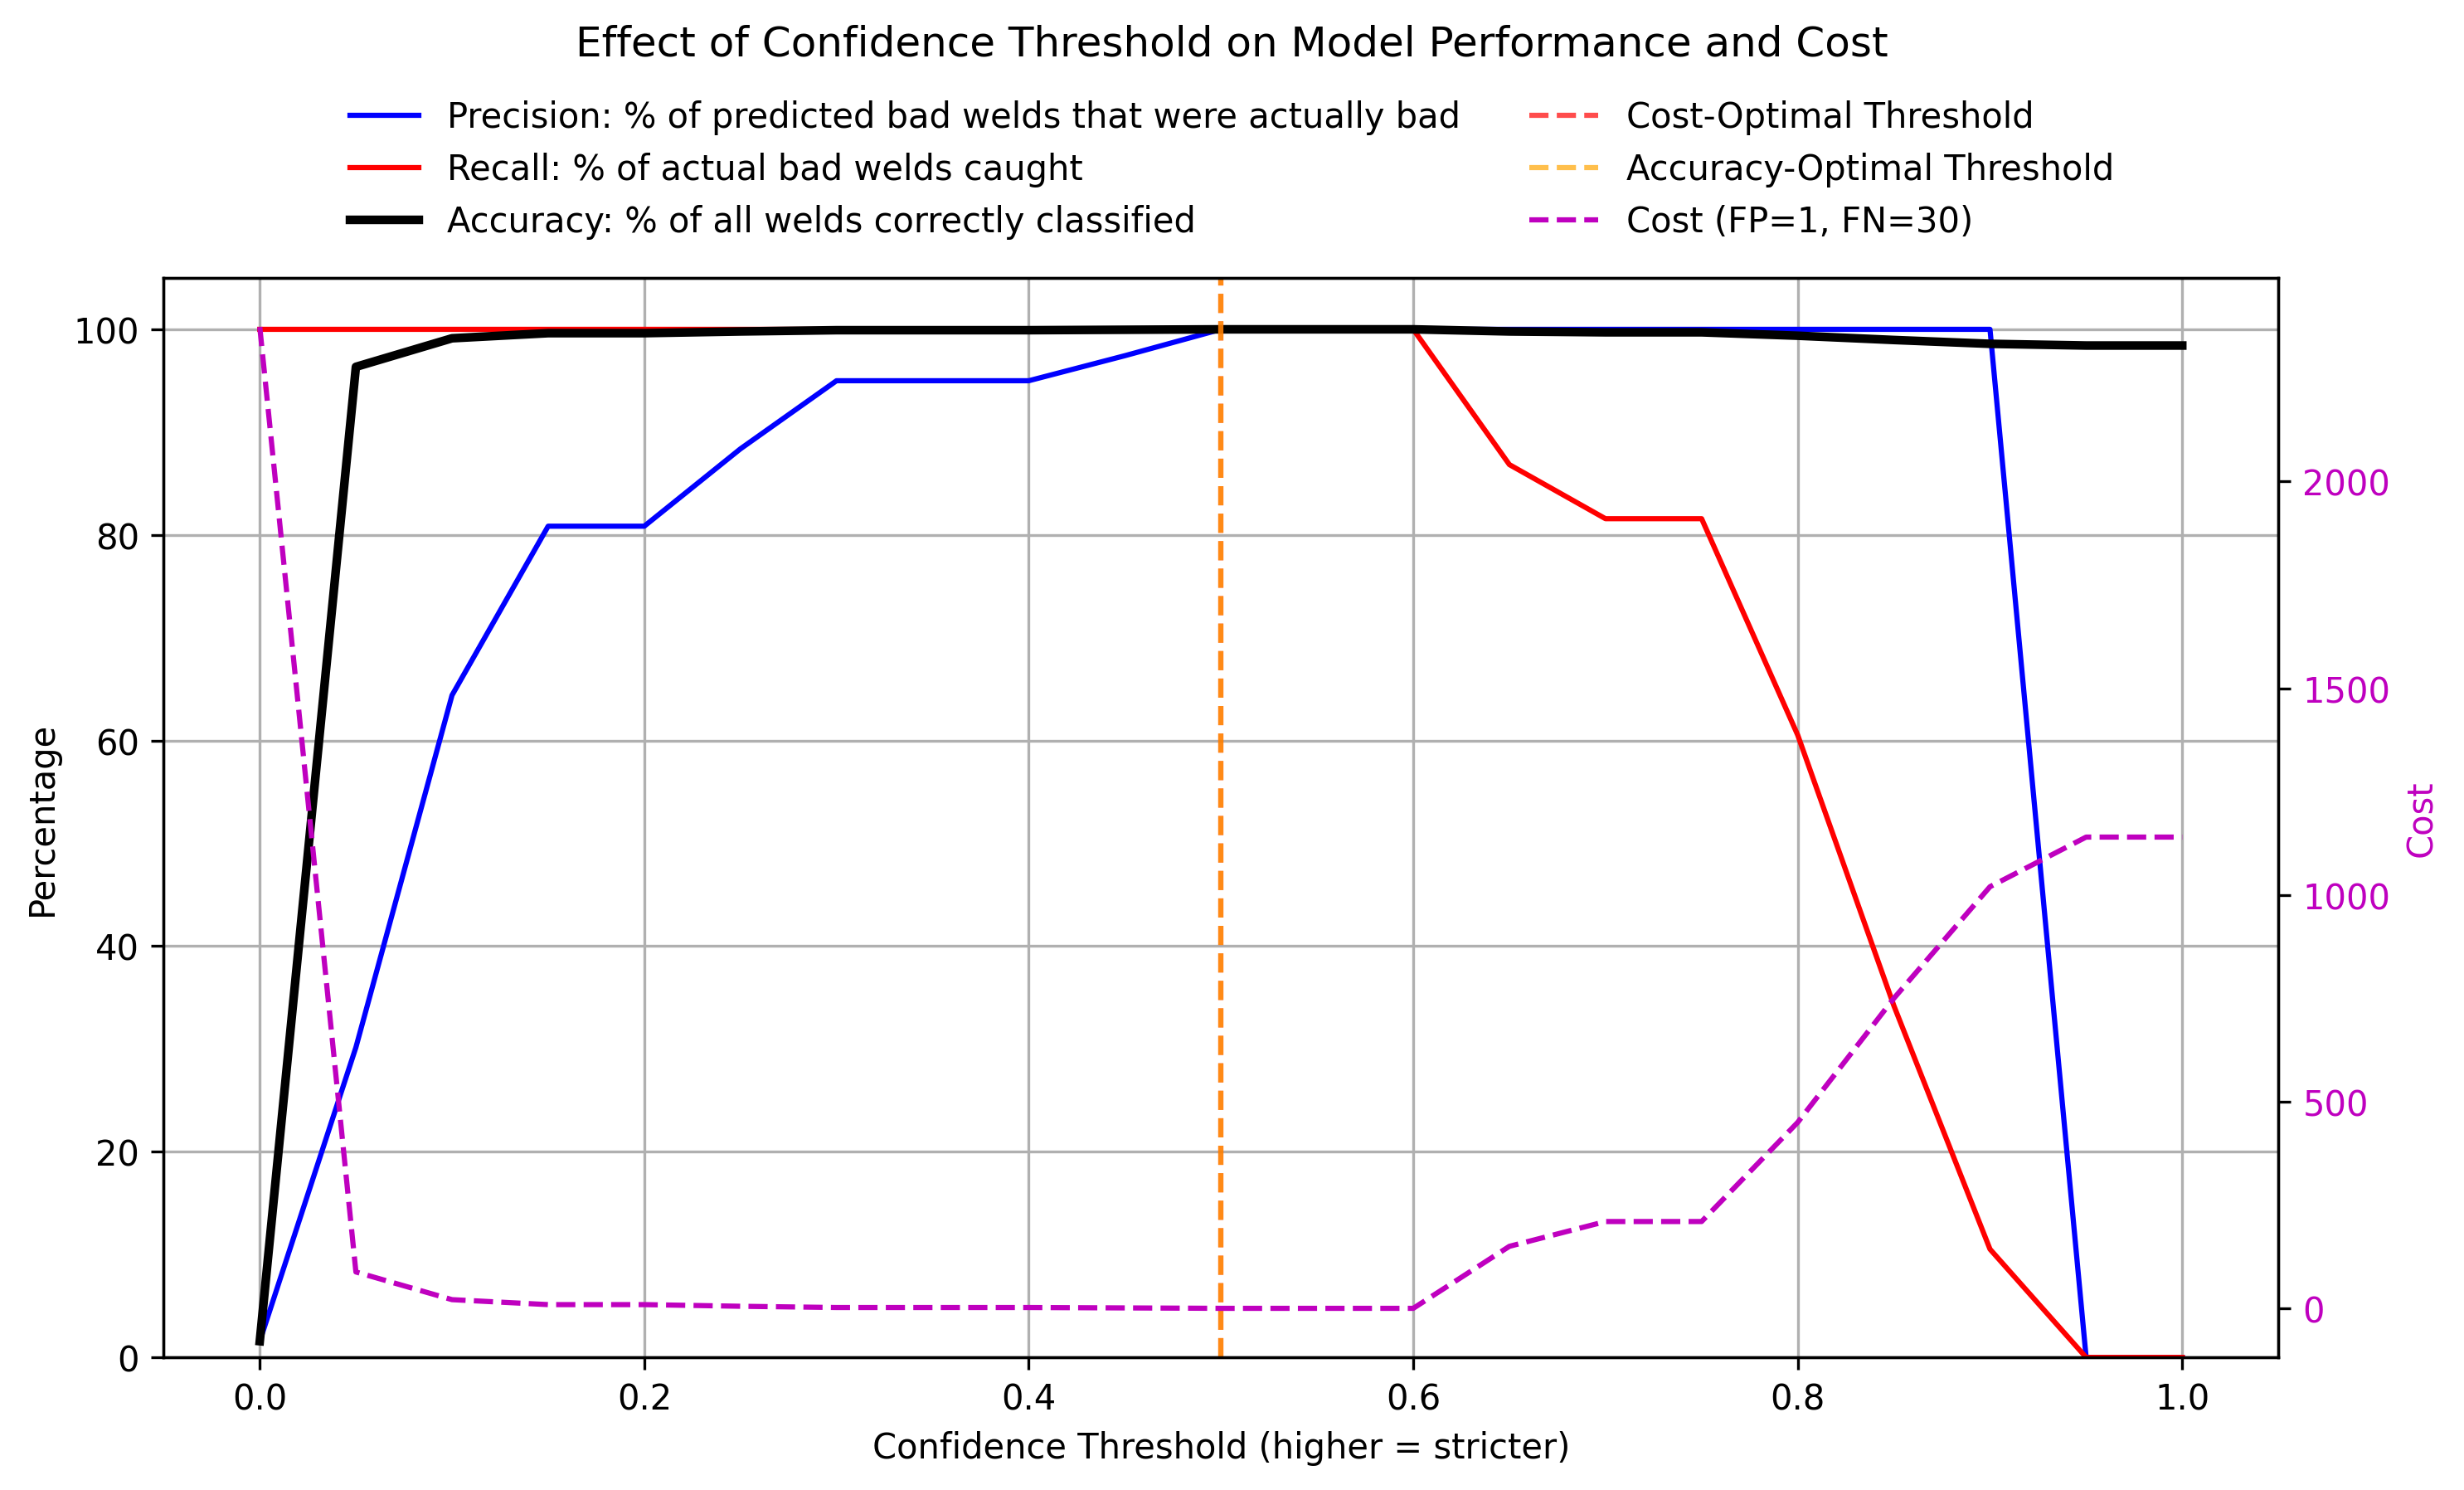 Effect of Confidence Threshold on Model Performance and Cost
Precision: % of predicted bad welds that were actually bad
Recall: % of actual bad welds caught
Accuracy: % of all welds correctly classified
Cost-Optimal Threshold
Accuracy-Optimal Threshold
Cost (FP=1, FN=30)
Percentage
100
80
60
40
20
0
0.0
0.2
0.4
0.6
0.8
1.0
Confidence Threshold (higher = stricter)
2000
1500
1000
500
0
Cost